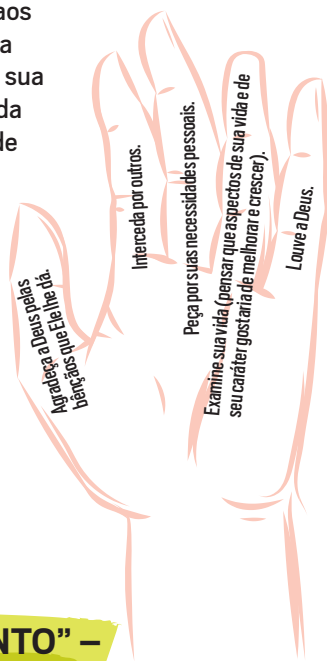 aos
a
sua
da
de
Agradeça a Deus pelas
bênçãos que Ele lhe dá.
Interceda por outros.
Peça por suas necessidades pessoais.
Examine sua vida (pensar que aspectos de sua vida e de
seu caráter gostaria de melhorar e crescer).
Louve a Deus.
NTO” –